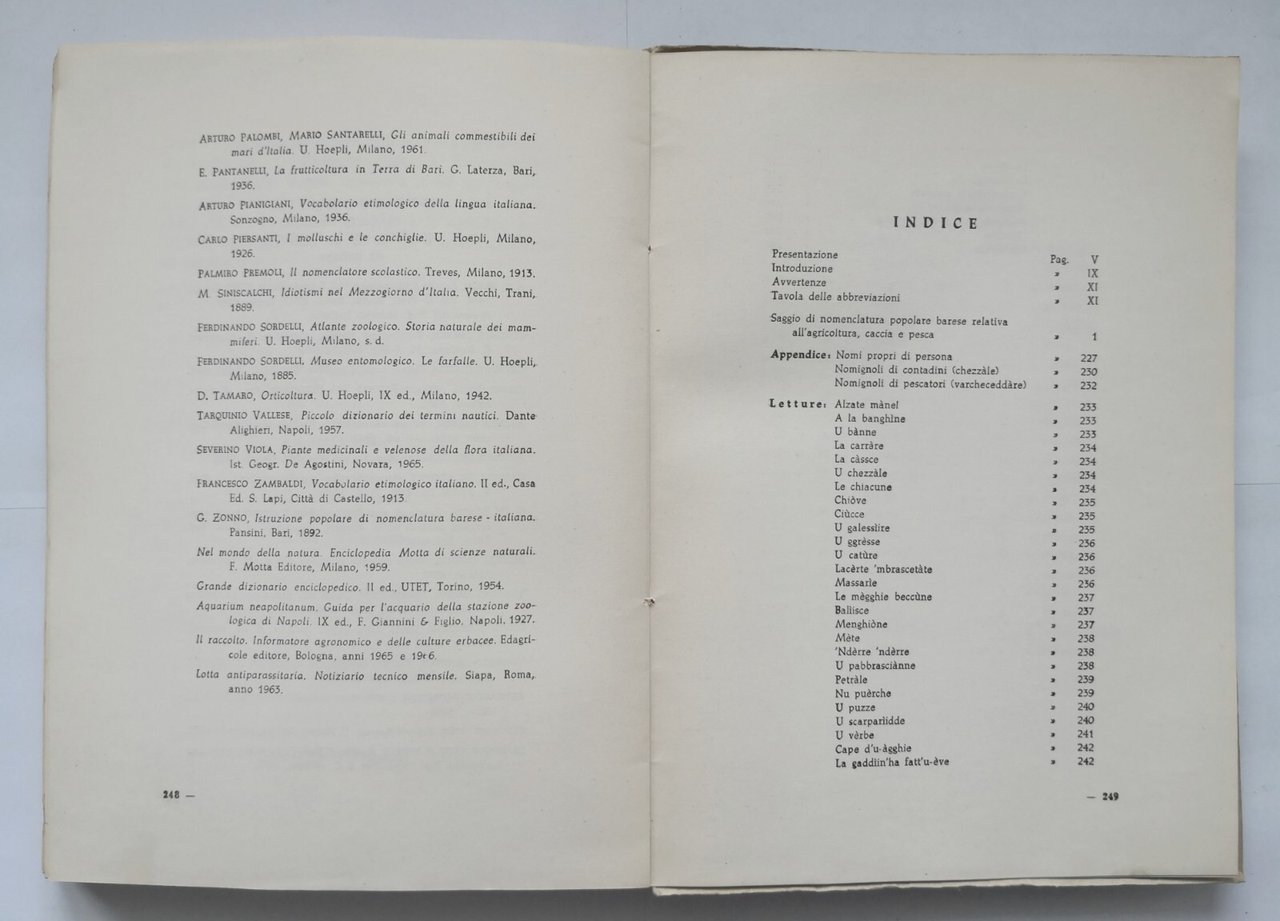 ARTURO PALOMBI, MARIO SANTARELLI, Gli animali commestibili dei
mari d'Italia. U. Hoepli, Milano, 1961.
E. PANTANELLI, La frutticoltura in Terra di Bari. G. Laterza, Bari,
1936.
ARTURO PIANIGIANI, Vocabolario etimologico della lingua italiana.
Sonzogno, Milano, 1936.
CARLO PIERSANTI, I molluschi e le conchiglie. U. Hoepli, Milano,
1926.
PALMIRO PREMOLI, Il nomenclatore scolastico. Treves, Milano, 1913.
M. SINISCALCHI, Idiotismi nel Mezzogiorno d'Italia. Vecchi, Trani,
1889.
FERDINANDO SORDELLI, Atlante zoologico. Storia naturale dei mam-
miferi. U. Hoepli, Milano, s. d.
FERDINANDO SORDELLI, Museo entomologico. Le farfalle. U. Hoepli,
Milano, 1885.
D. TAMARO, Orticoltura. U. Hoepli, IX ed., Milano, 1942.
TARQUINIO VALLESE, Piccolo dizionario dei termini nautici. Dante
Alighieri, Napoli, 1957.
SEVERINO VIOLA, Piante medicinali e velenose della flora italiana.
Ist. Geogr. De Agostini, Novara, 1965.
FRANCESCO ZAMBALDI, Vocabolario etimologico italiano. II ed., Casa
Ed. S. Lapi, Città di Castello, 1913.
G. ZONNO, Istruzione popolare di nomenclatura barese - italiana.
Pansini, Bari, 1892.
Nel mondo della natura. Enciclopedia Motta di scienze naturali.
F. Motta Editore, Milano, 1959.
Grande dizionario enciclopedico. II ed., UTET, Torino, 1954.
Aquarium neapolitanum. Guida per l'acquario della stazione zoo-
logica di Napoli. IX ed., F. Giannini & Figlio, Napoli, 1927.
Il raccolto. Informatore agronomico e delle culture erbacee. Edagri-
cole editore, Bologna, anni 1965 e 1966.
Lotta antiparassitaria. Notiziario tecnico mensile. Siapa, Roma,
anno 1963.
248 —
INDICE
Presentazione Pag. V
Introduzione » IX
Avvertenze » XI
Tavola delle abbreviazioni » XI
Saggio di nomenclatura popolare barese relativa
all'agricoltura, caccia e pesca » 1
Appendice: Nomi propri di persona » 227
Nomignoli di contadini (chezzàle) » 230
Nomignoli di pescatori (varcheceddàre) » 232
Letture: Alzate mànel » 233
A la banghìne » 233
U bànne » 233
La carràre » 234
La càssce » 234
U chezzàle » 234
Le chiacune » 234
Chiòve » 235
Ciùcce » 235
U galessìire » 235
U ggrèsse » 236
U catùre » 236
Lacèrte 'mbrascetàte » 236
Massarìe » 236
Le mègghie beccùne » 237
Balìisce » 237
Menghiòne » 237
Mète » 238
'Ndèrre 'ndèrre » 238
U pabbrasciànne » 238
Petràle » 239
Nu puèrche » 239
U puzze » 240
U scarparìidde » 240
U vèrbe » 241
Cape d'u-àgghie » 242
La gaddìin'ha fatt'u-ève » 242
— 249